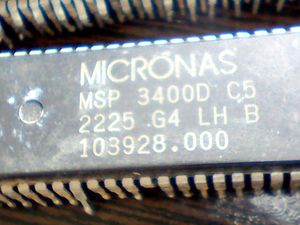 MICRONAS
MSP 3400D C5
2225 G4 LH B
103928.000